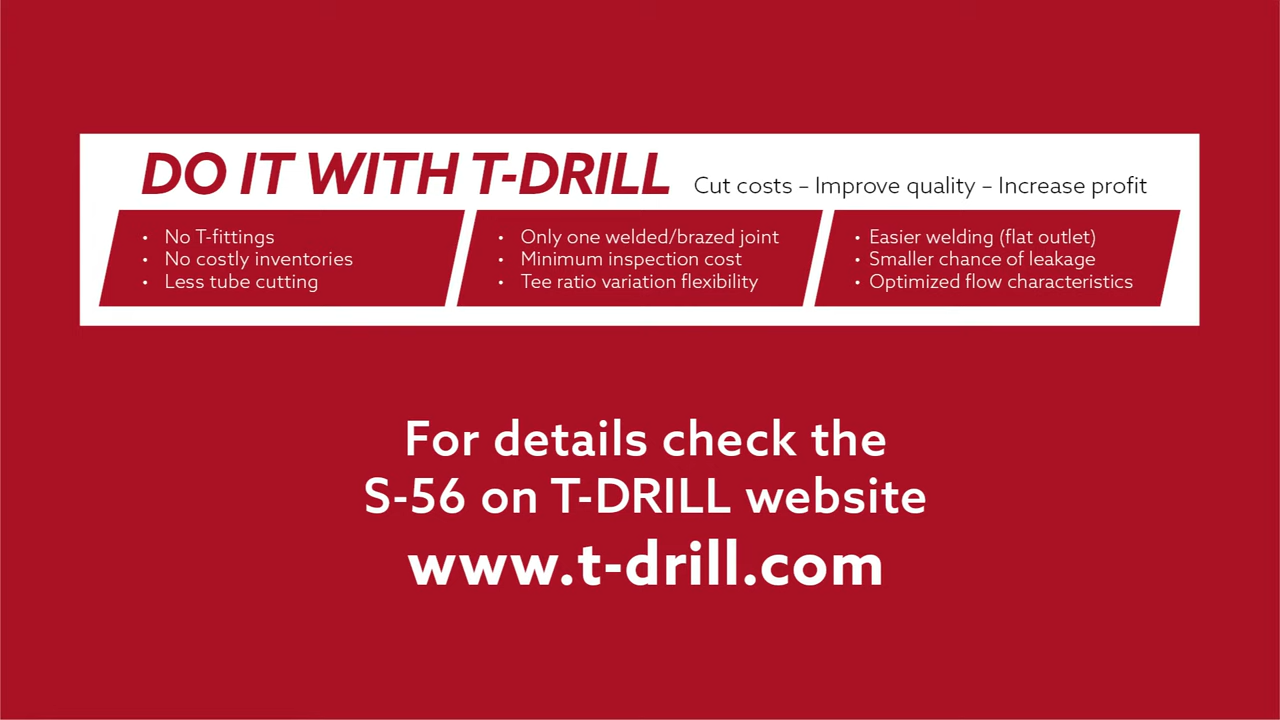 DO IT WITH T-DRILL Cut costs – Improve quality – Increase profit
• No T-fittings
• No costly inventories
• Less tube cutting
• Only one welded/brazed joint
• Minimum inspection cost
• Tee ratio variation flexibility
• Easier welding (flat outlet)
• Smaller chance of leakage
• Optimized flow characteristics
For details check the
S-56 on T-DRILL website
www.t-drill.com